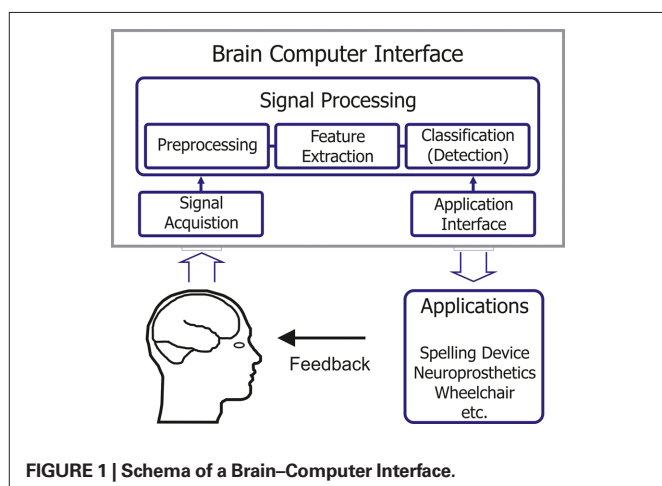 Brain Computer Interface
Signal Processing
Preprocessing
Feature
Extraction
Classification
(Detection)
Signal
Acquistion
Application
Interface
Feedback
Applications
Spelling Device
Neuroprosthetics
Wheelchair
etc.
FIGURE 1 | Schema of a Brain–Computer Interface.